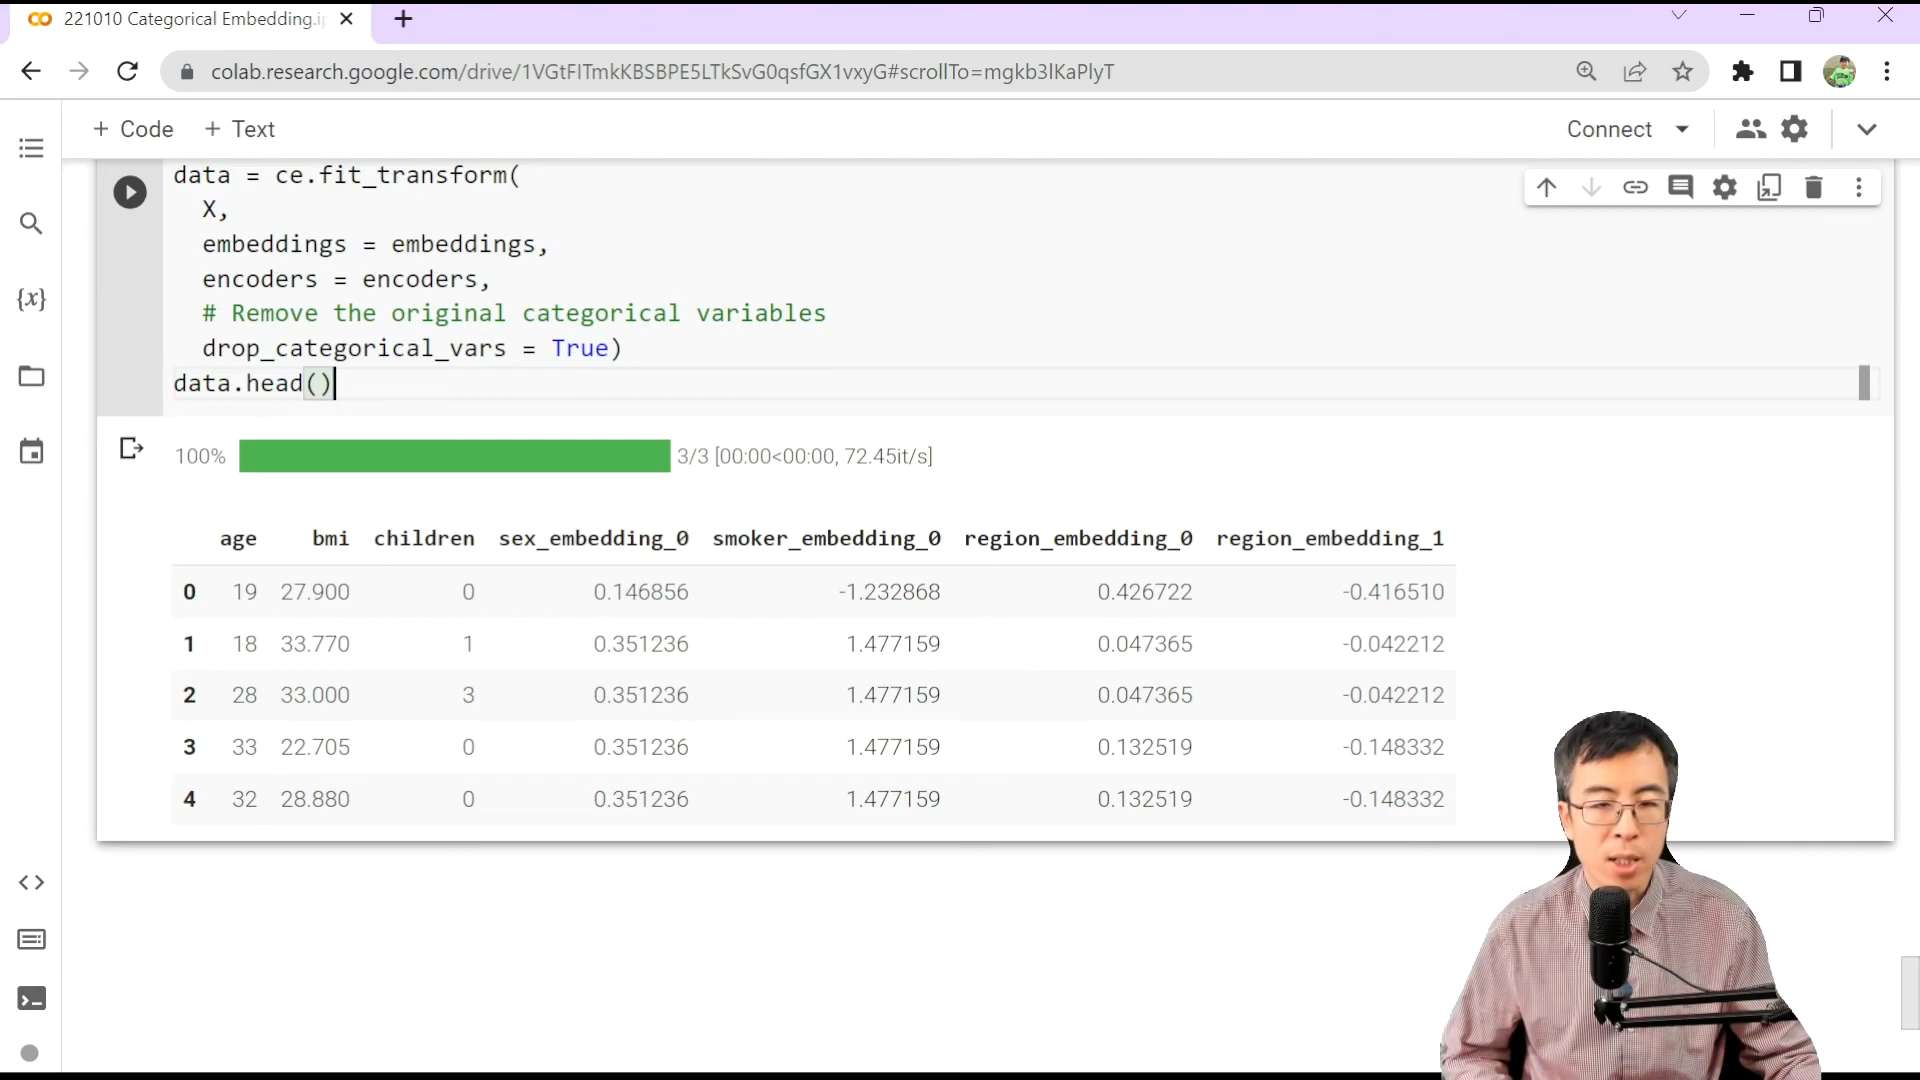 221010 Categorical Embedding.i
colab.research.google.com/drive/1VGtFITmkKBSBPE5LTkSvG0qsfGX1vxyG#scrollTo=mgkb3lKaPlyT
+ Code + Text Connect
data = ce.fit_transform(
X,
embeddings = embeddings,
encoders = encoders,
# Remove the original categorical variables
drop_categorical_vars = True)
data.head()
100% 3/3 [00:00<00:00, 72.45it/s]
age bmi children sex_embedding_0 smoker_embedding_0 region_embedding_0 region_embedding_1
0 19 27.900 0 0.146856 -1.232868 0.426722 -0.416510
1 18 33.770 1 0.351236 1.477159 0.047365 -0.042212
2 28 33.000 3 0.351236 1.477159 0.047365 -0.042212
3 33 22.705 0 0.351236 1.477159 0.132519 -0.148332
4 32 28.880 0 0.351236 1.477159 0.132519 -0.148332
{x}